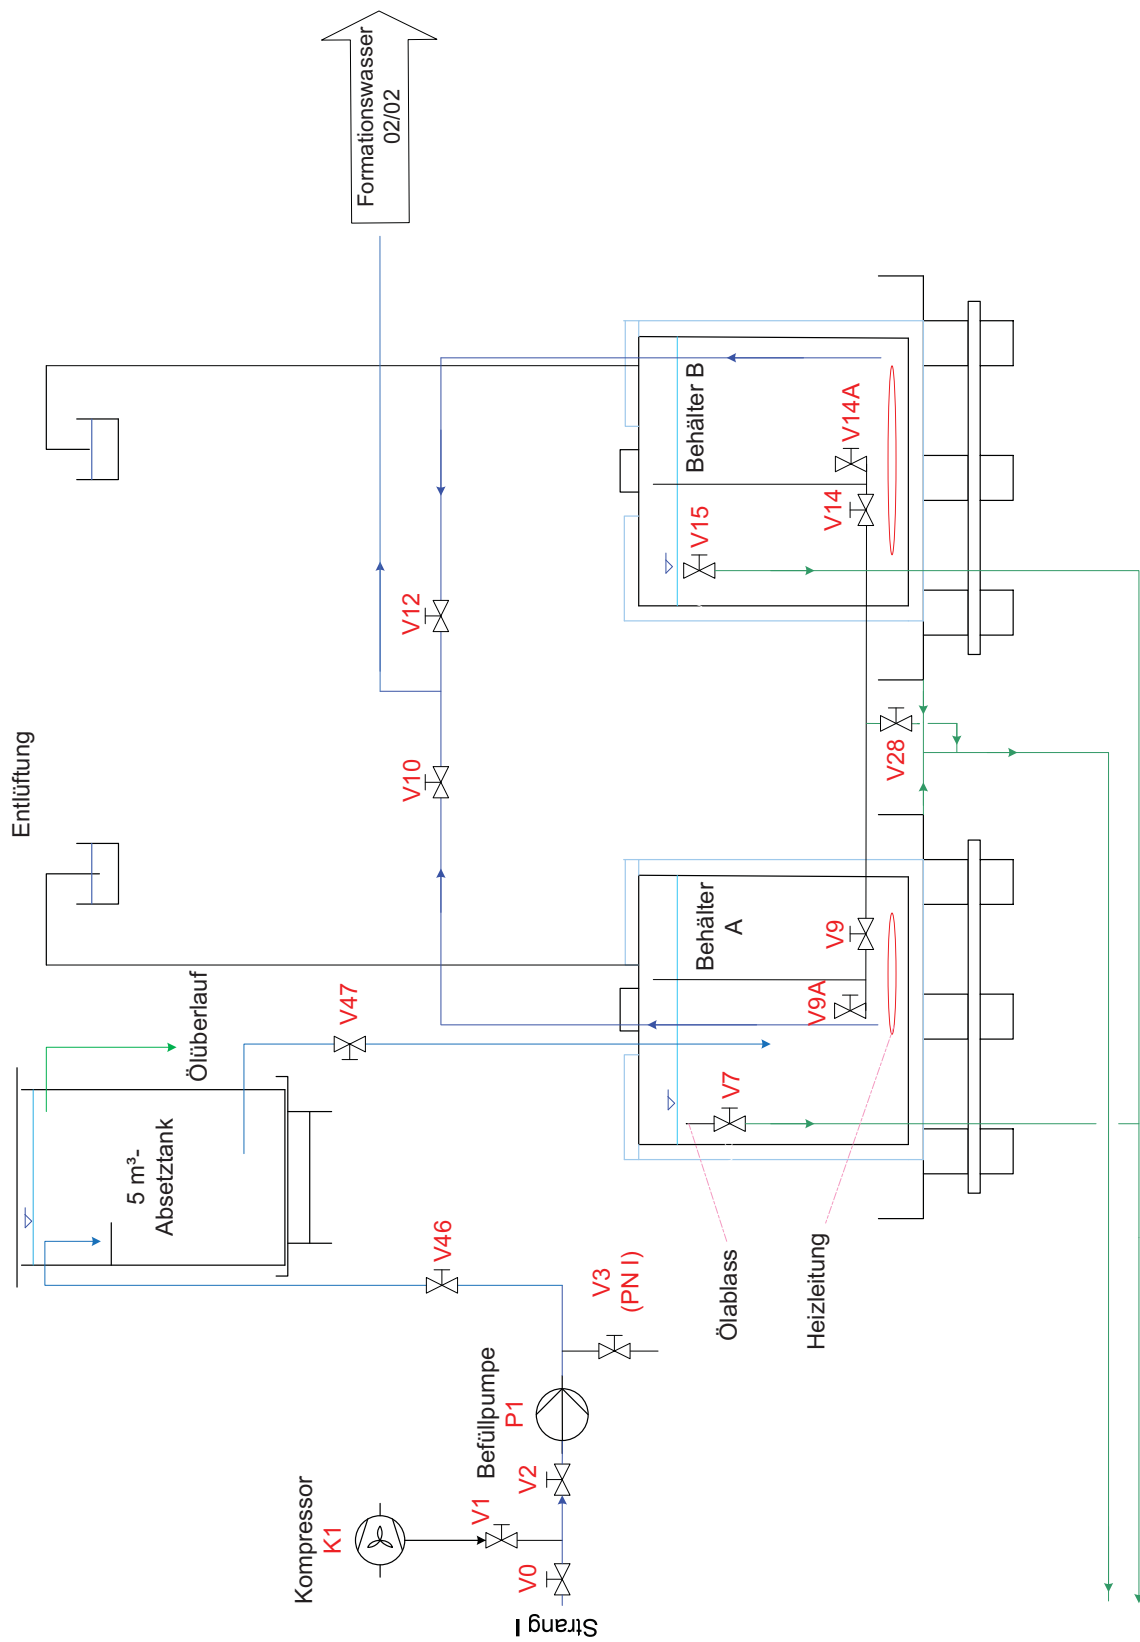 Entlüftung
Formationswasser
02/02
Ölüberlauf
5 m³-
Absetztank
V47
V10
V12
V46
Kompressor
K1
V1
Befüllpumpe
P1
V3
(PN I)
V0
V2
Strang I
Behälter
A
V7
V9A
V9
V28
Ölablass
Heizleitung
Behälter B
V15
V14
V14A